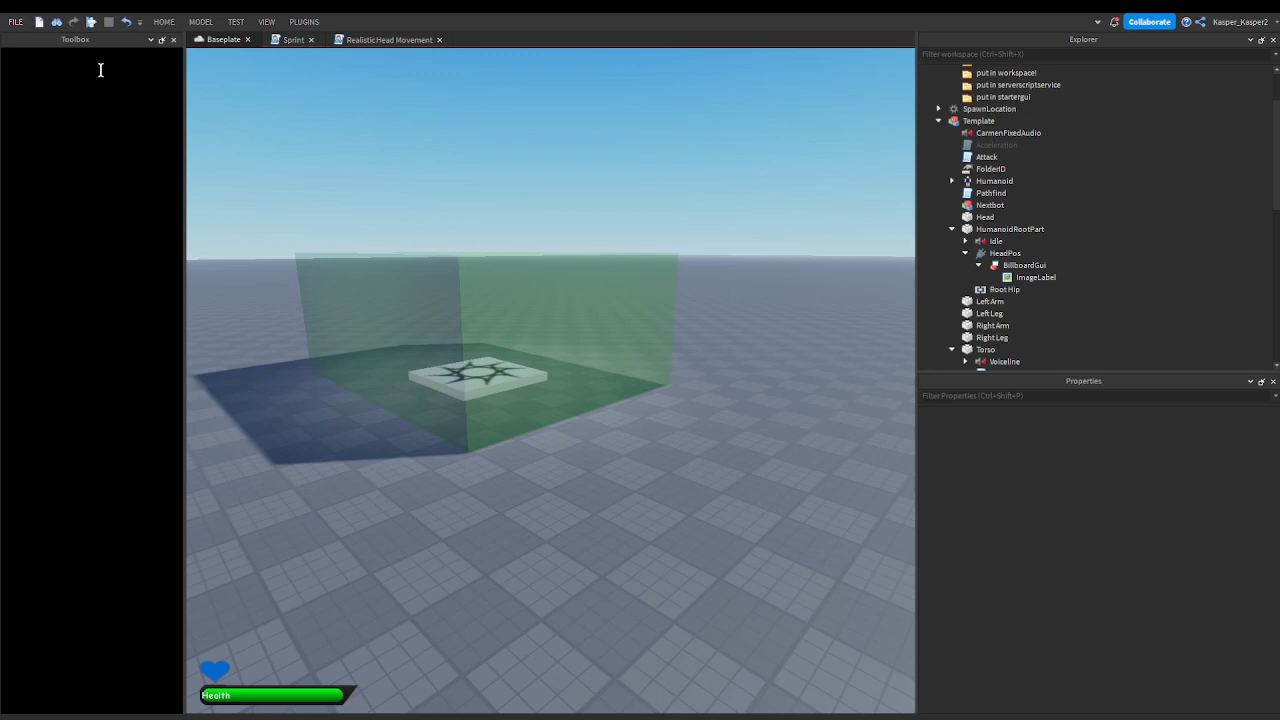 FILE HOME MODEL TEST VIEW PLUGINS Collaborate Kasper_Kasper2
Toolbox Baseplate Sprint RealisticHead Movement Explorer
Filter workspace (Ctrl+Shift+X)
put in workspace!
put in serverscriptservice
put in startergui
SpawnLocation
Template
CarmenFixedAudio
Acceleration
Attack
FolderID
Humanoid
Pathfind
Nextbot
Head
HumanoidRootPart
Idle
HeadPos
BillboardGui
ImageLabel
Root Hip
Left Arm
Left Leg
Right Arm
Right Leg
Torso
Voiceline
Properties
Filter Properties (Ctrl+Shift+P)
Health